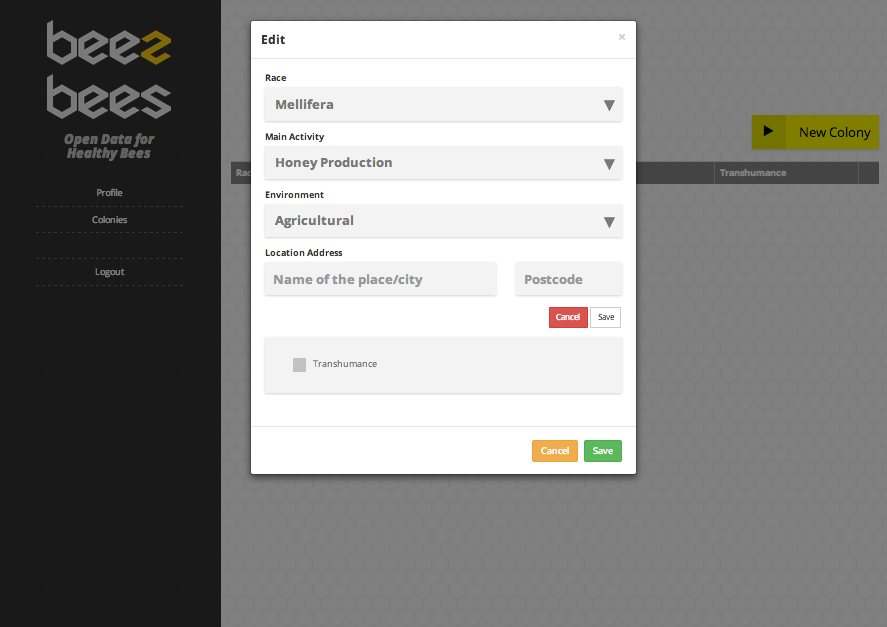 bee2
bees
Open Data for
Healthy Bees
Profile
Colonies
Logout
Edit
×
Race
Mellifera
Main Activity
Honey Production
Environment
Agricultural
Location Address
Name of the place/city
Postcode
Cancel
Save
Transhumance
Cancel
Save
New Colony
Transhumance